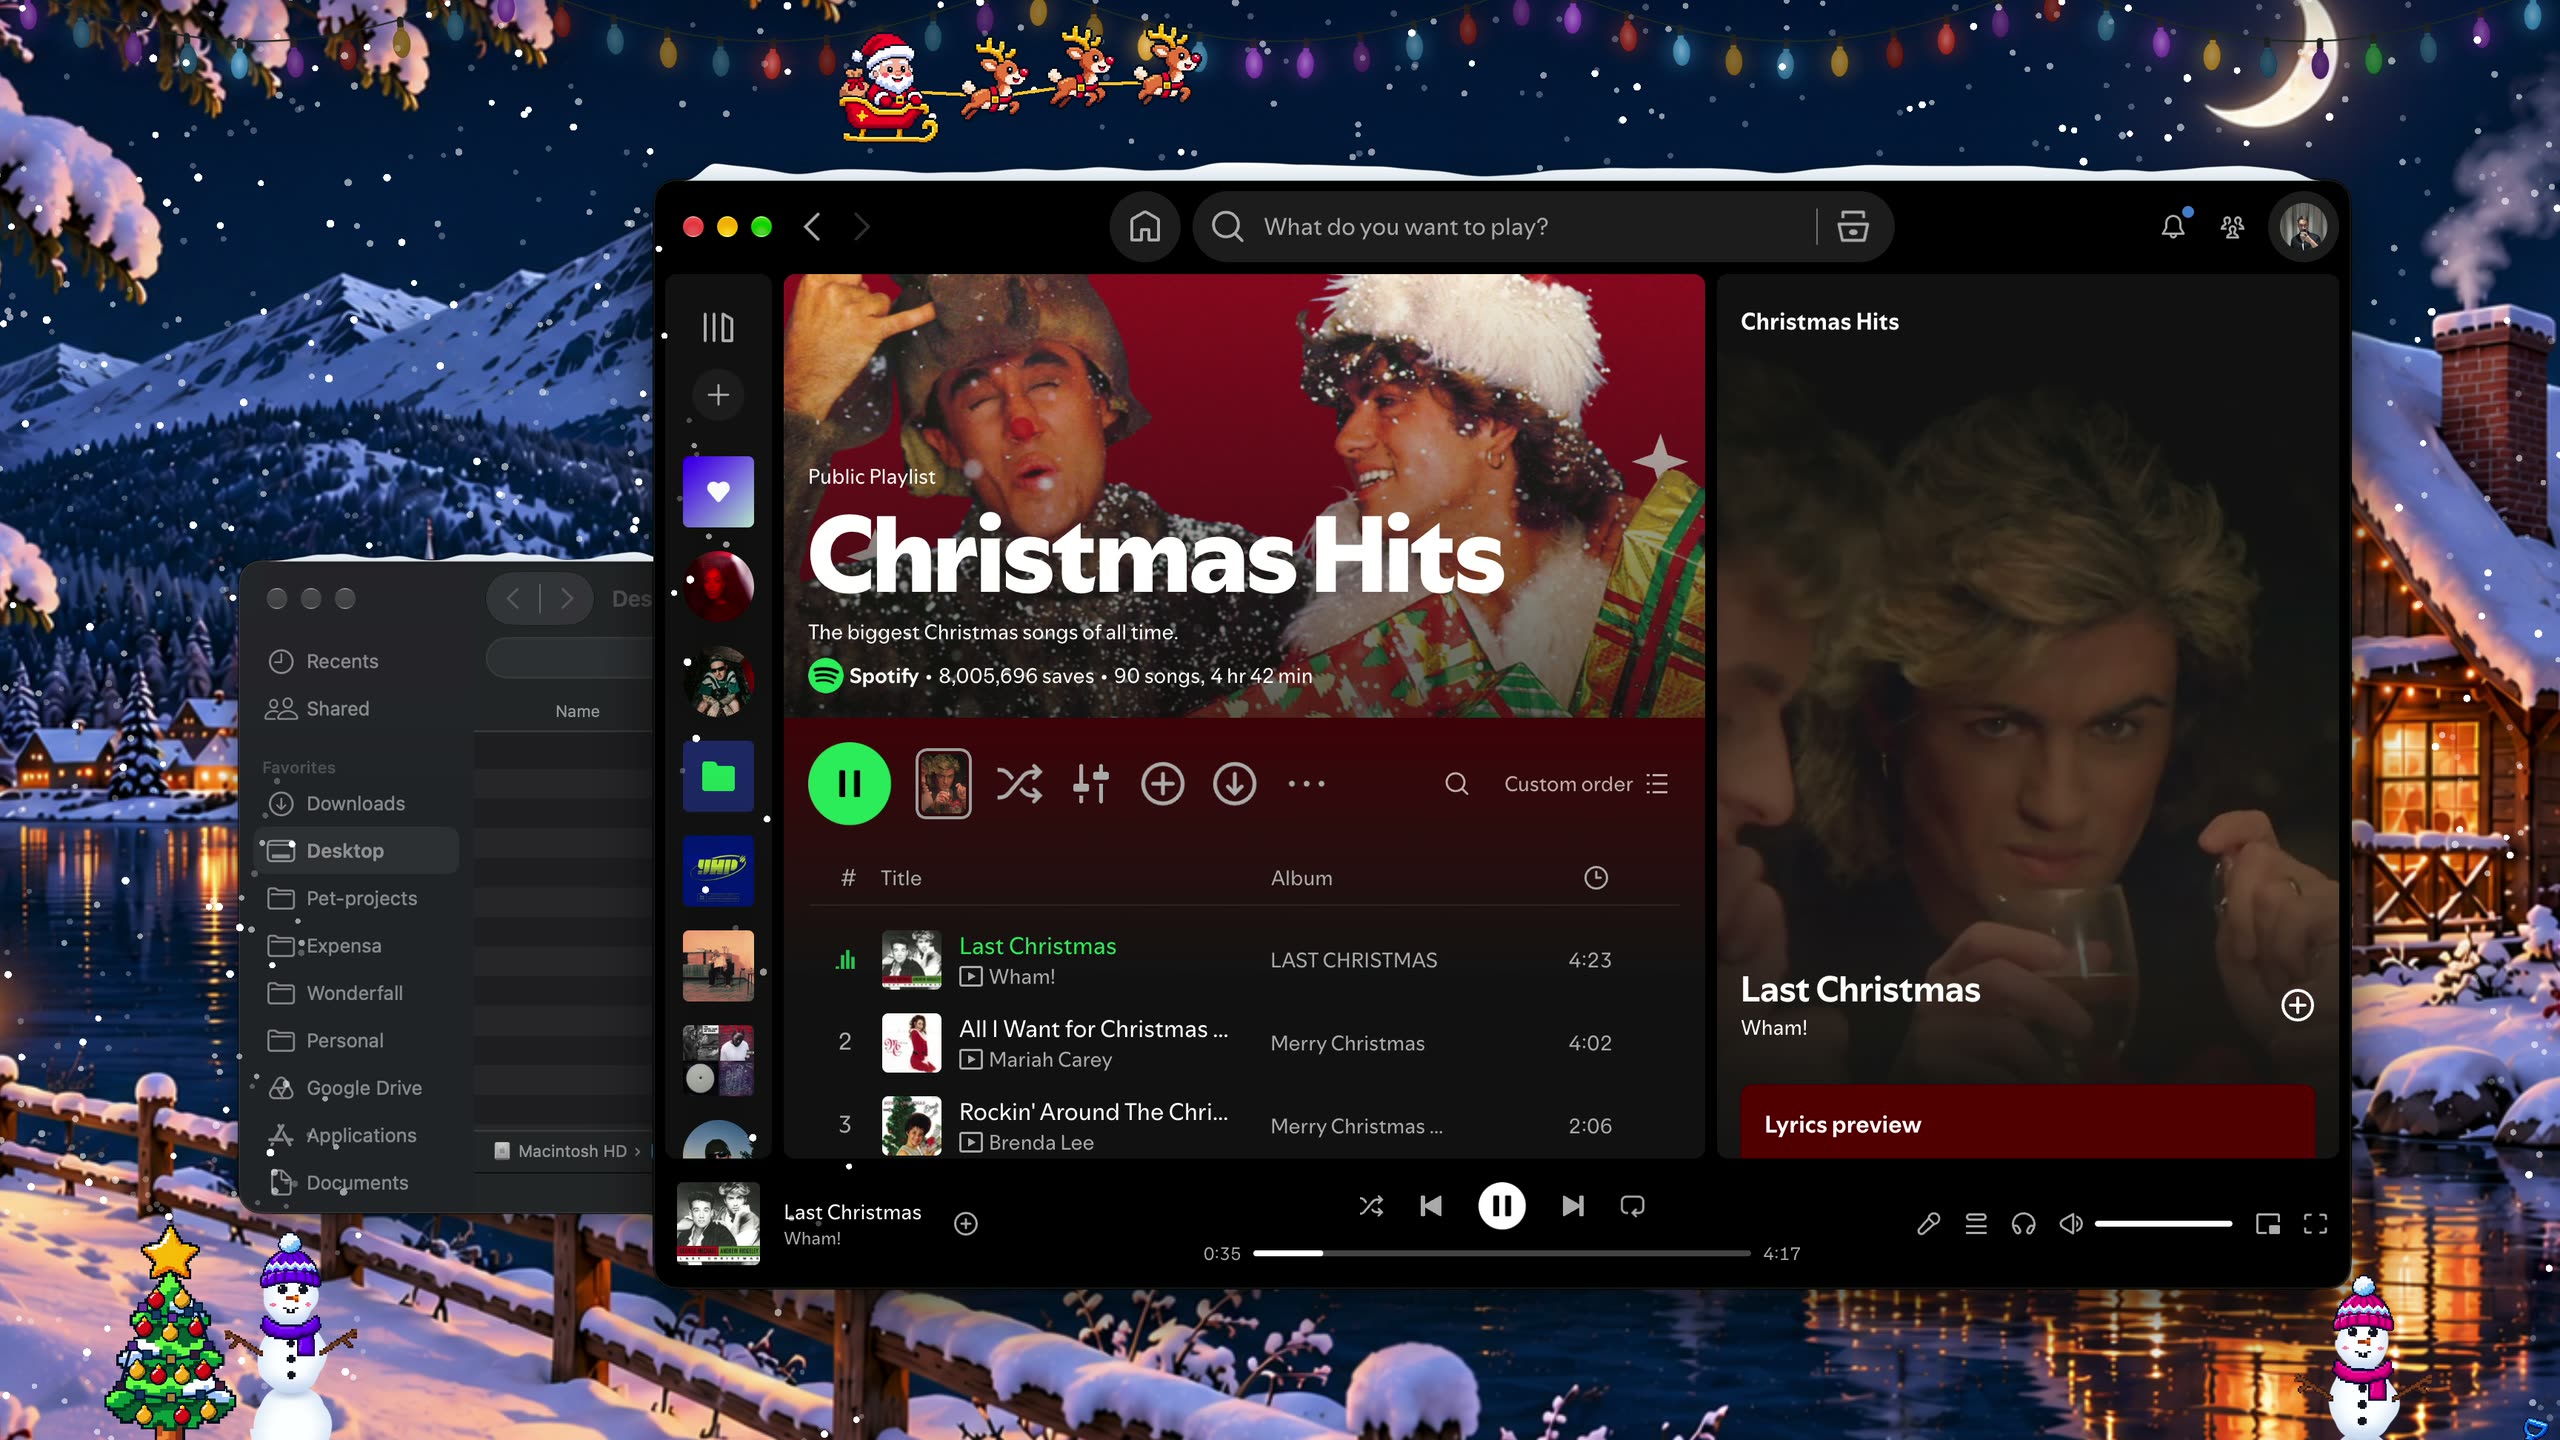 What do you want to play?
Des
Recents
Shared
Name
Favorites
Downloads
Desktop
Pet-projects
Expensa
Wonderfall
Personal
Google Drive
Applications
Documents
Macintosh HD ›
Public Playlist
Christmas Hits
The biggest Christmas songs of all time.
Spotify • 8,005,696 saves • 90 songs, 4 hr 42 min
Custom order
# Title Album
Last Christmas LAST CHRISTMAS 4:23
Wham!
2 All I Want for Christmas ... Merry Christmas 4:02
Mariah Carey
3 Rockin' Around The Chri... Merry Christmas ... 2:06
Brenda Lee
Christmas Hits
Last Christmas
Wham!
Lyrics preview
Last Christmas
Wham!
0:35 4:17